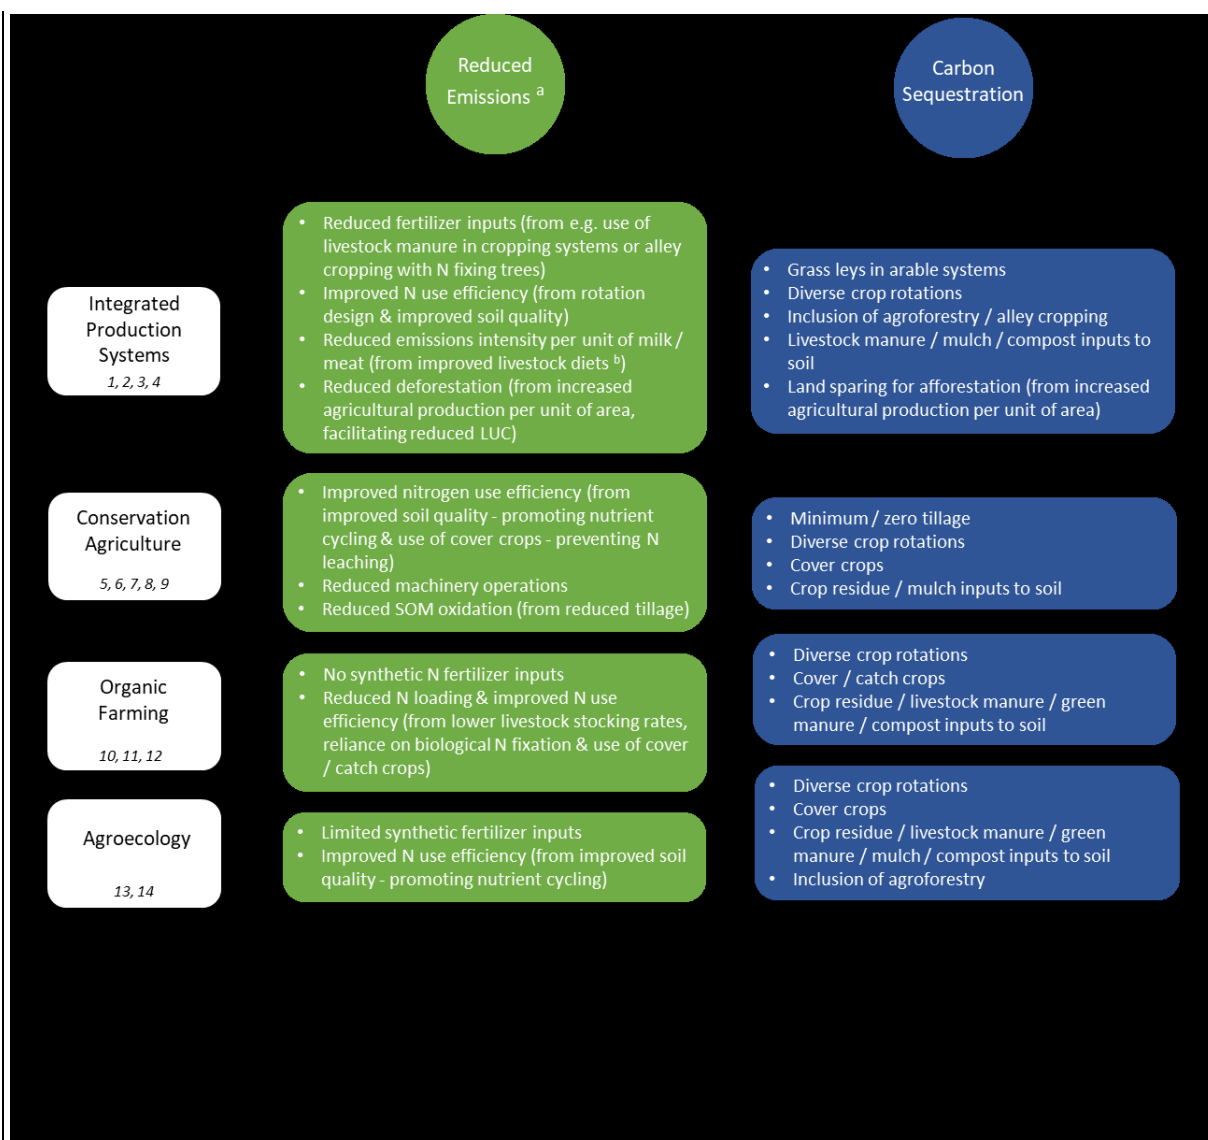 Reduced
Emissions a
Carbon
Sequestration
Integrated
Production
Systems
1, 2, 3, 4
• Reduced fertilizer inputs (from e.g. use of
livestock manure in cropping systems or alley
cropping with N fixing trees)
• Improved N use efficiency (from rotation
design & improved soil quality)
• Reduced emissions intensity per unit of milk /
meat (from improved livestock diets b)
• Reduced deforestation (from increased
agricultural production per unit of area,
facilitating reduced LUC)
• Grass leys in arable systems
• Diverse crop rotations
• Inclusion of agroforestry / alley cropping
• Livestock manure / mulch / compost inputs to
soil
• Land sparing for afforestation (from increased
agricultural production per unit of area)
Conservation
Agriculture
5, 6, 7, 8, 9
• Improved nitrogen use efficiency (from
improved soil quality - promoting nutrient
cycling & use of cover crops - preventing N
leaching)
• Reduced machinery operations
• Reduced SOM oxidation (from reduced tillage)
• Minimum / zero tillage
• Diverse crop rotations
• Cover crops
• Crop residue / mulch inputs to soil
Organic
Farming
10, 11, 12
• No synthetic N fertilizer inputs
• Reduced N loading & improved N use
efficiency (from lower livestock stocking rates,
reliance on biological N fixation & use of cover
/ catch crops)
• Diverse crop rotations
• Cover / catch crops
• Crop residue / livestock manure / green
manure / compost inputs to soil
Agroecology
13, 14
• Limited synthetic fertilizer inputs
• Improved N use efficiency (from improved soil
quality - promoting nutrient cycling)
• Diverse crop rotations
• Cover crops
• Crop residue / livestock manure / green
manure / mulch / compost inputs to soil
• Inclusion of agroforestry